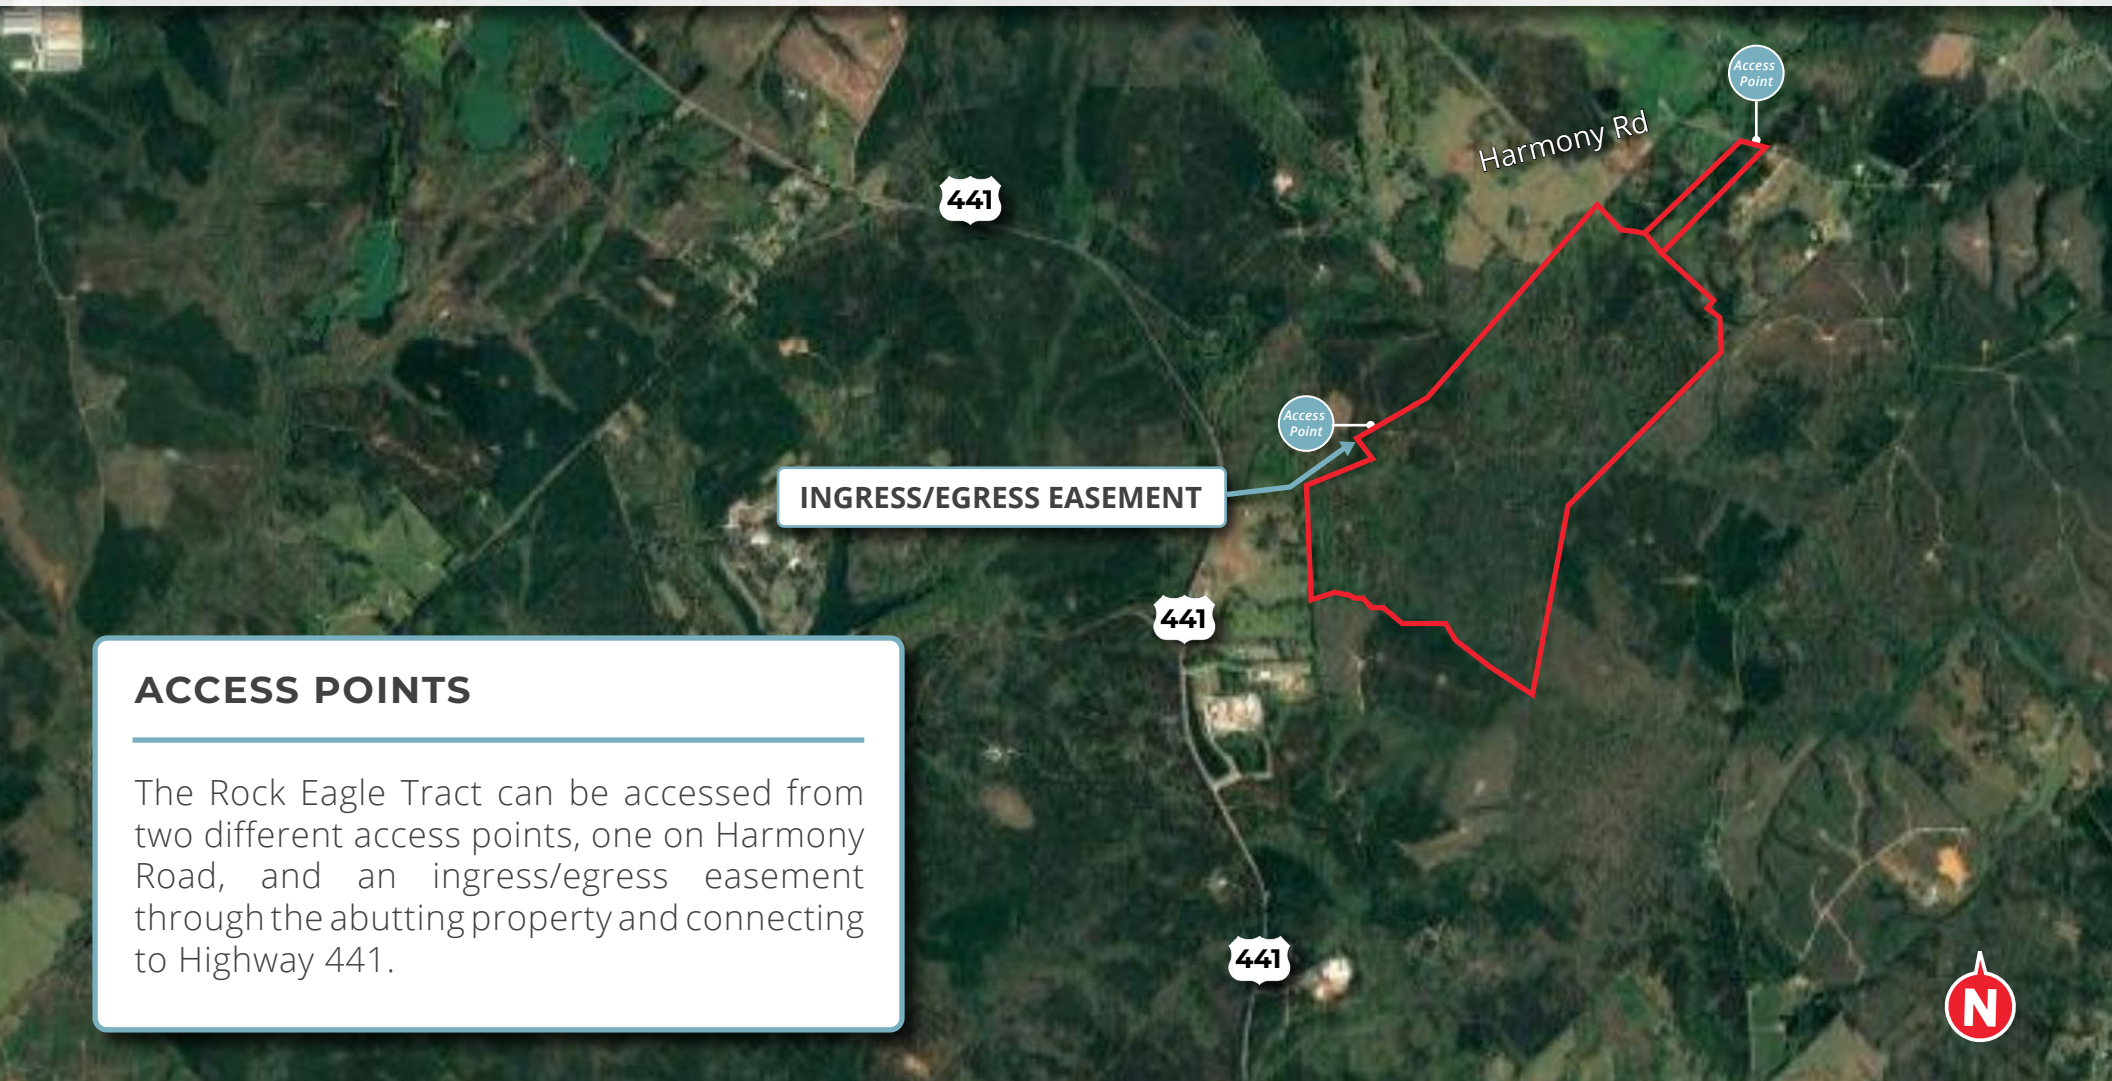 Access
Point
Harmony Rd
441
Access
Point
INGRESS/EGRESS EASEMENT
441
ACCESS POINTS
The Rock Eagle Tract can be accessed from
two different access points, one on Harmony
Road, and an ingress/egress easement
through the abutting property and connecting
to Highway 441.
441
N